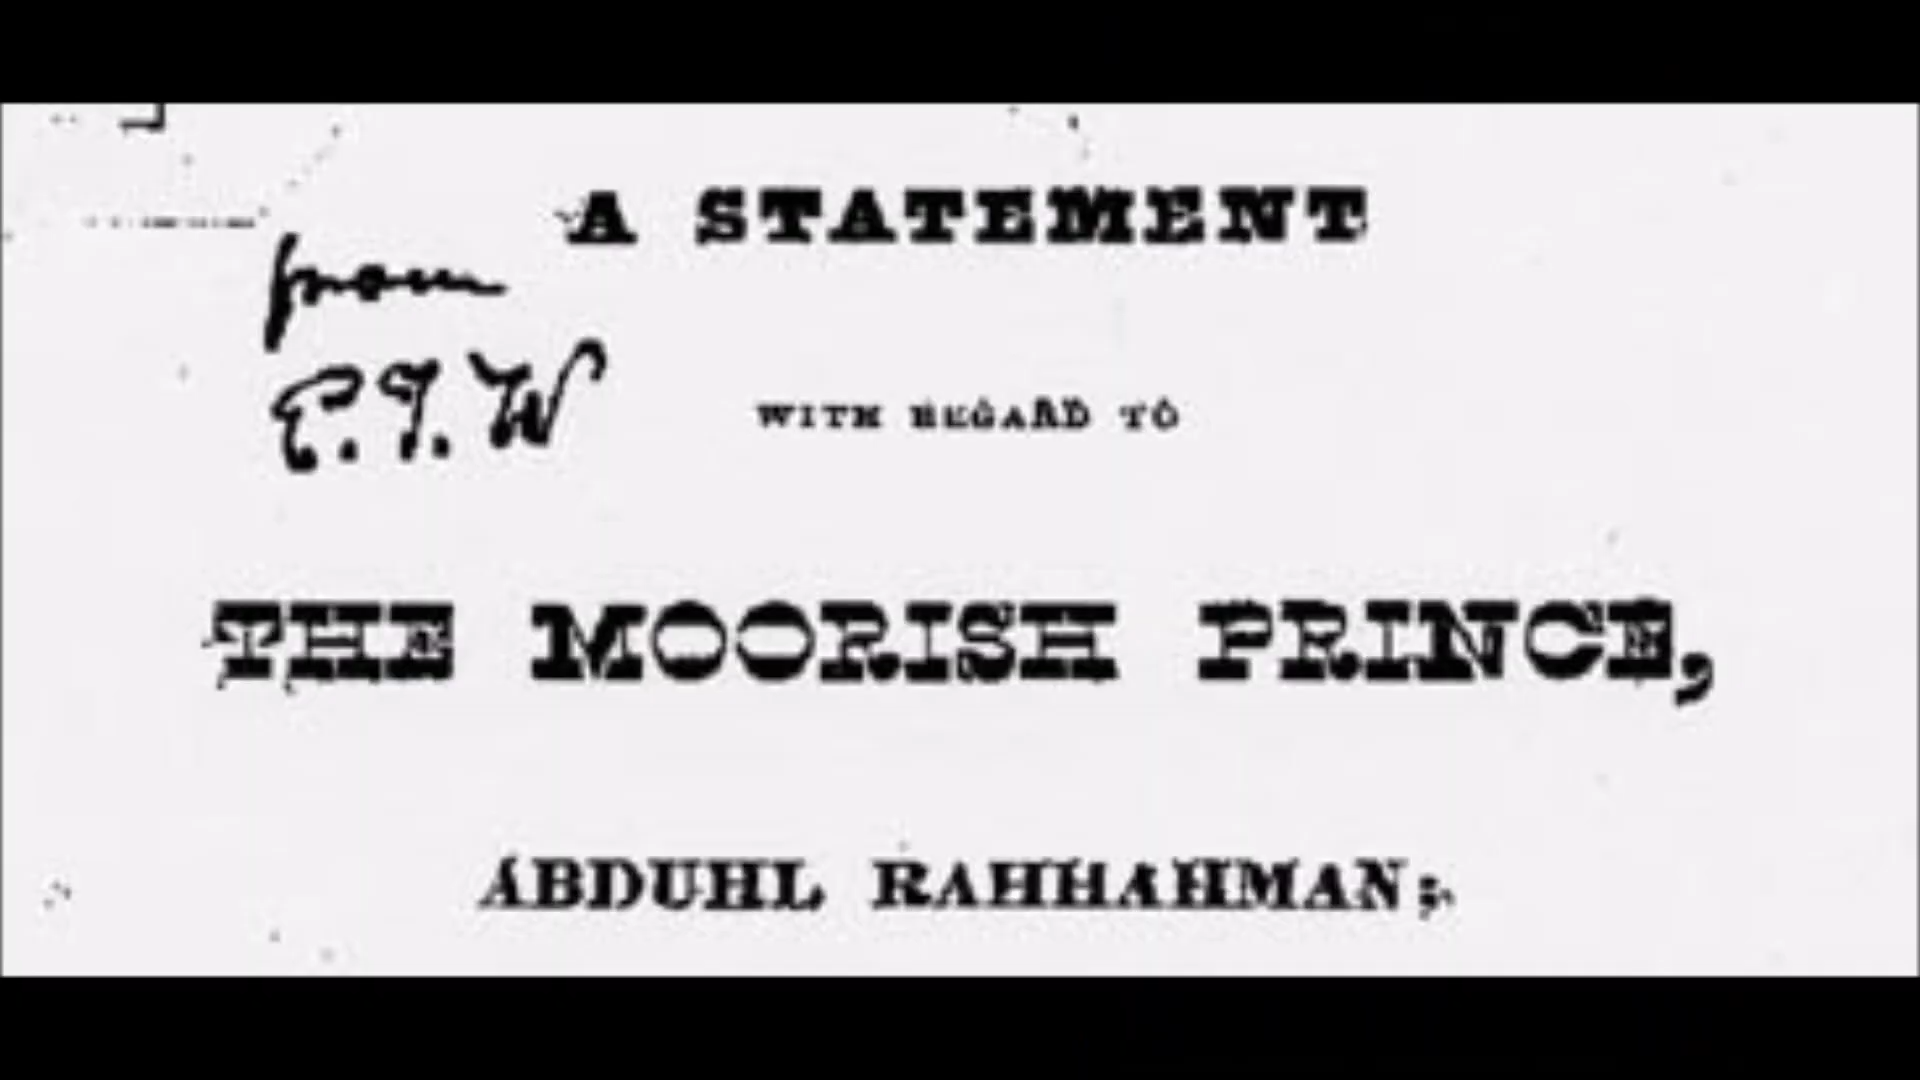 A STATEMENT
from
E.T.W
WITH REGARD TO
THE MOORISH PRINCE,
ABDUHL RAHHAHMAN;